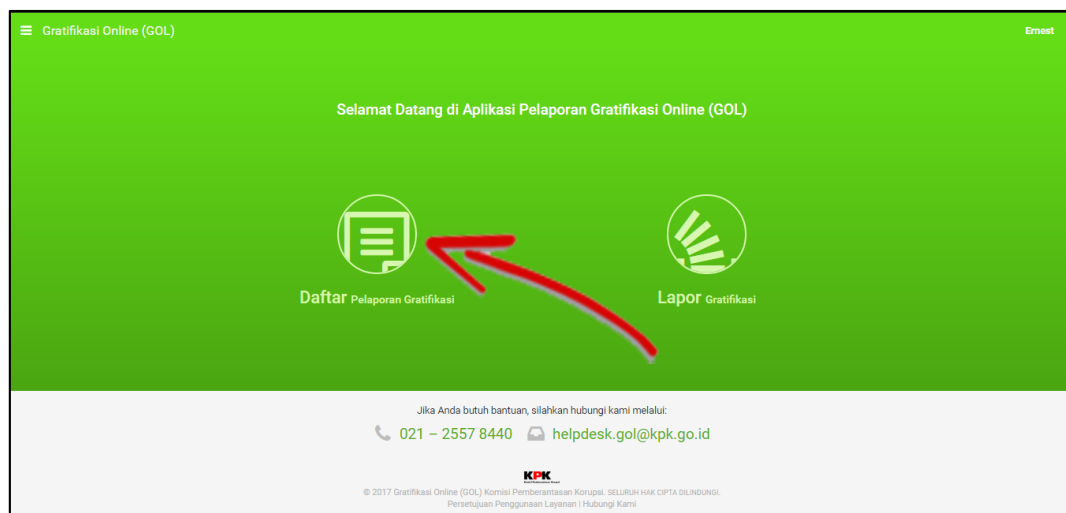 Gratifikasi Online (GOL)
Ernest
Selamat Datang di Aplikasi Pelaporan Gratifikasi Online (GOL)
Daftar Pelaporan Gratifikasi
Lapor Gratifikasi
Jika Anda butuh bantuan, silahkan hubungi kami melalui:
021 – 2557 8440 helpdesk.gol@kpk.go.id
KPK
© 2017 Gratifikasi Online (GOL) Komisi Pemberantasan Korupsi. SELURUH HAK CIPTA DILINDUNGI.
Persetujuan Penggunaan Layanan | Hubungi Kami